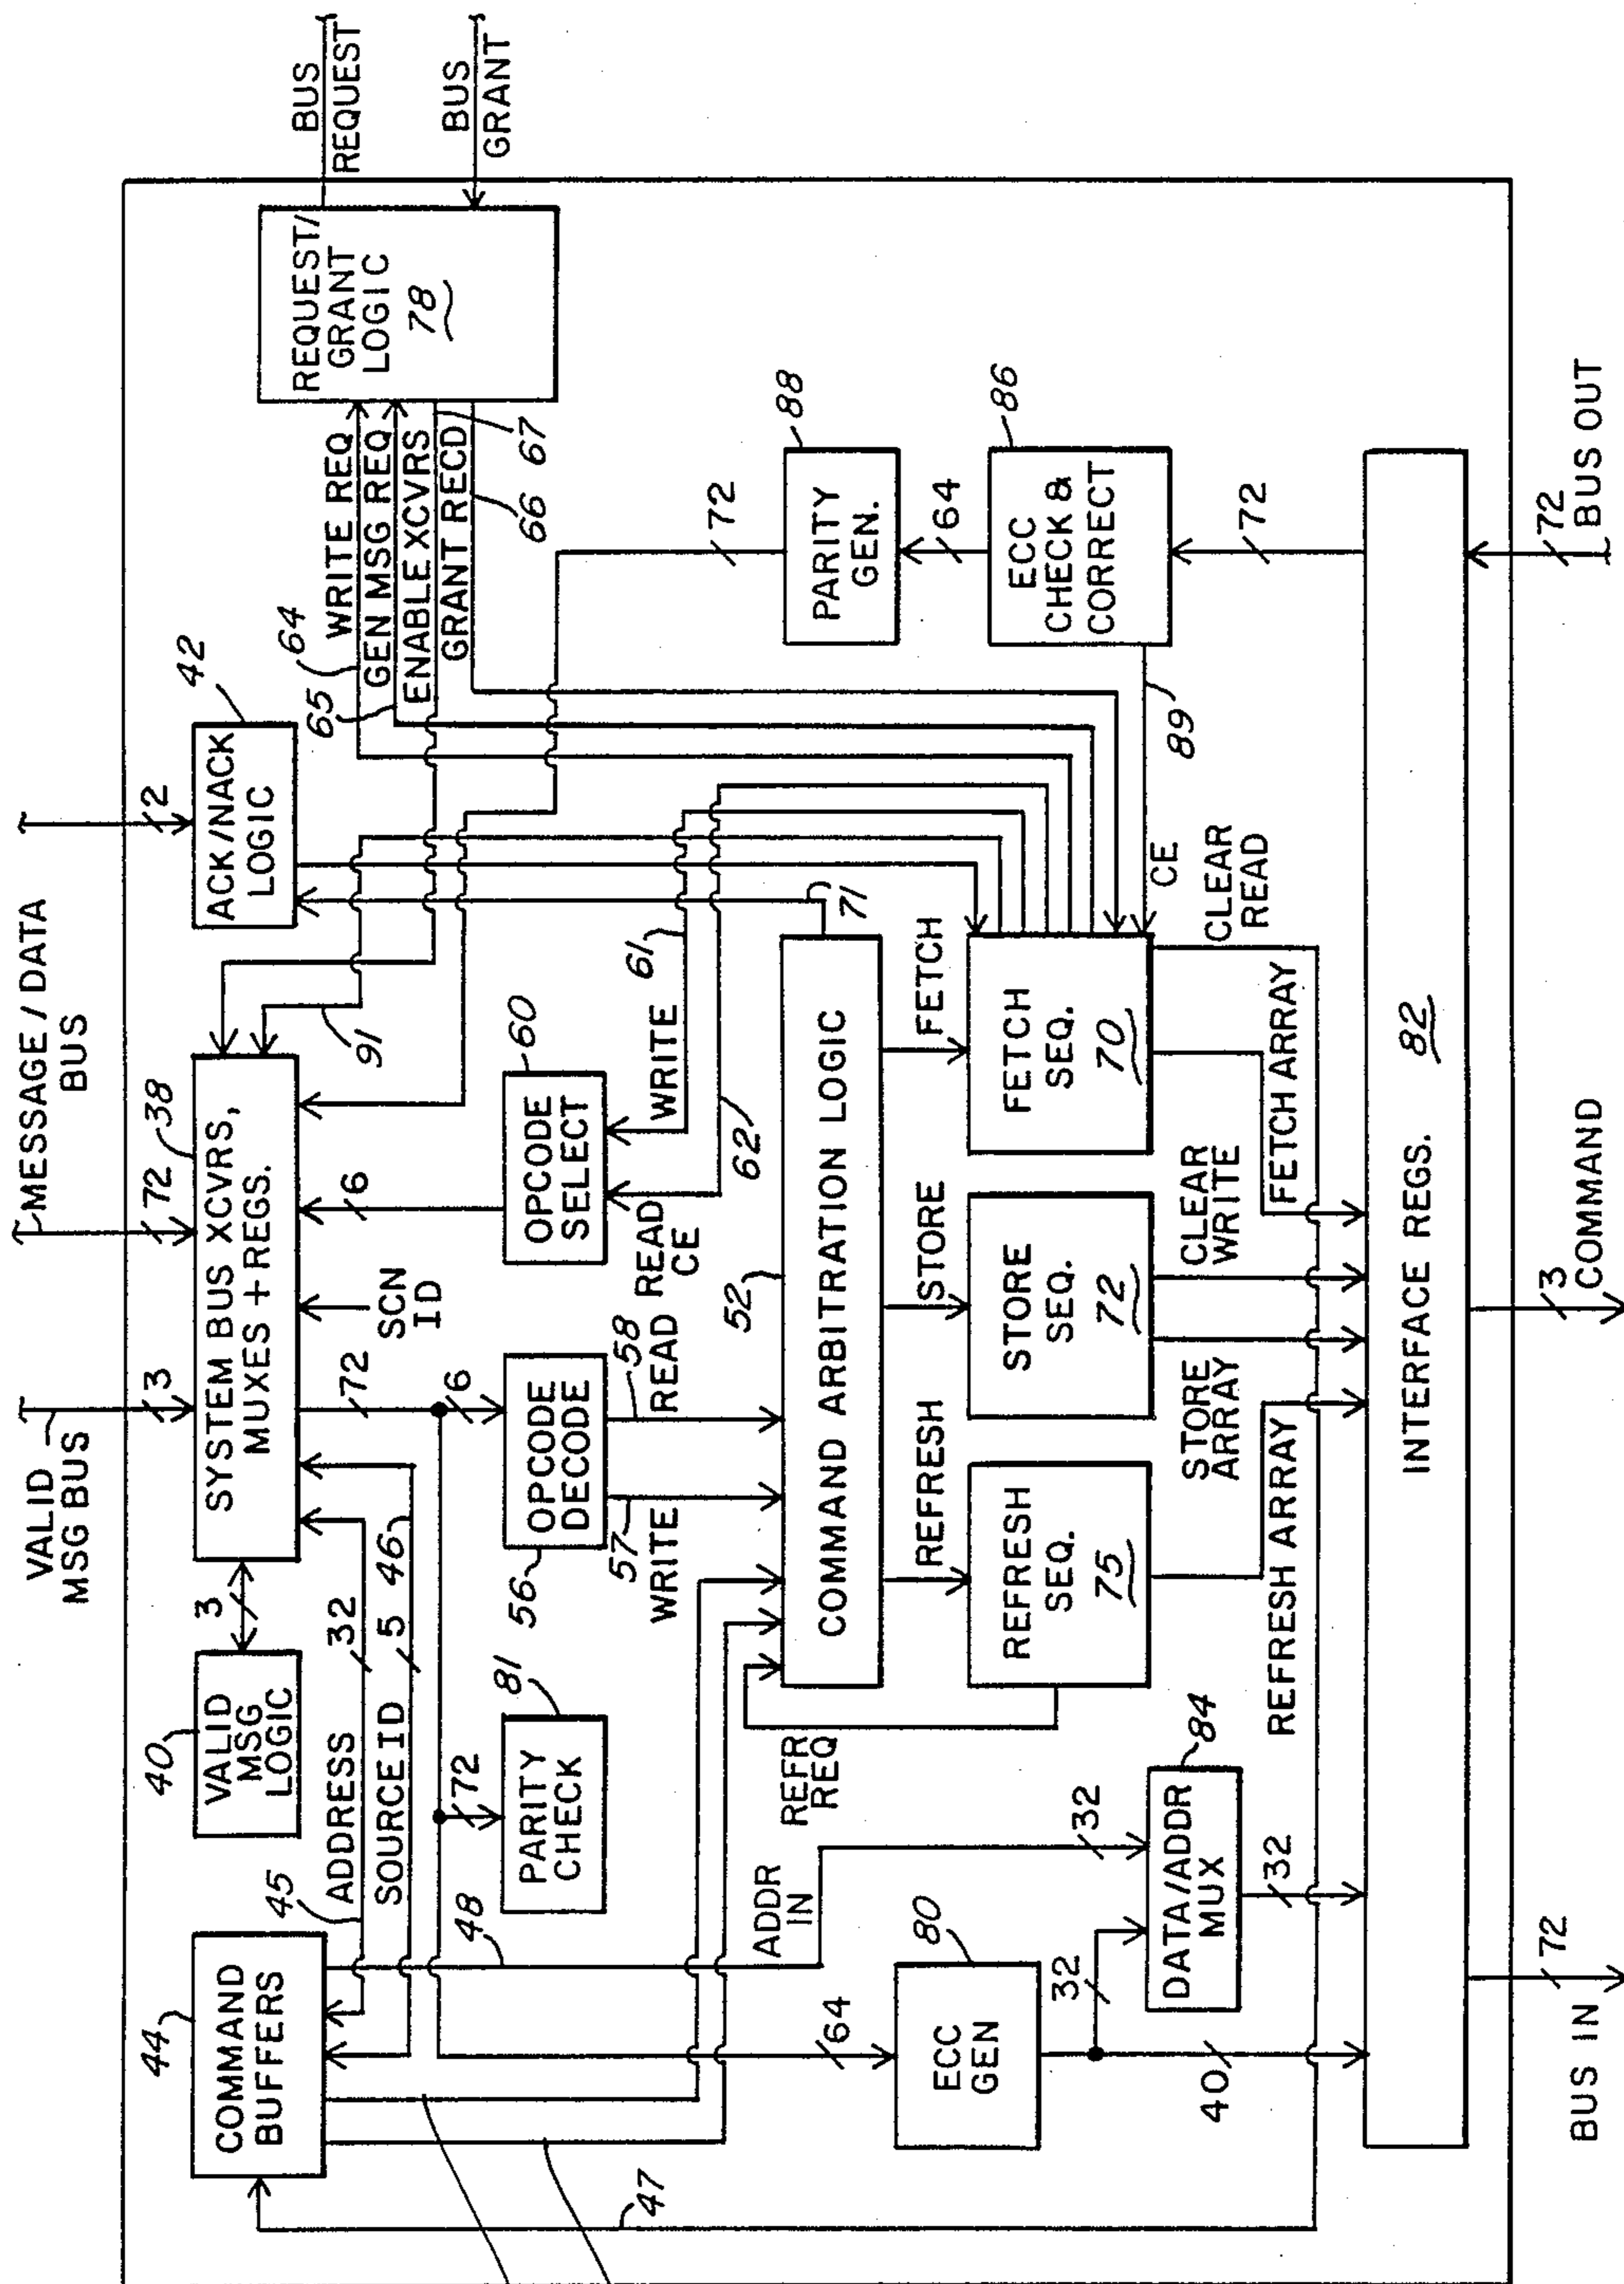 VALID
MSG BUS
MESSAGE / DATA
BUS
BUS
REQUEST
BUS
GRANT
3
72
2
44
COMMAND
BUFFERS
40
VALID
MSG
LOGIC
3
38
SYSTEM BUS XCVRS,
MUXES + REGS.
42
ACK/NACK
LOGIC
REQUEST/
GRANT
LOGIC
78
45
ADDRESS
32
SOURCE ID
5
46
72
SCN
ID
91
64
65
WRITE REQ
GEN MSG REQ
ENABLE XCVRS
GRANT RECD
67
66
48
72
81
PARITY
CHECK
6
56
OPCODE
DECODE
6
60
OPCODE
SELECT
57
WRITE
58
READ
READ
CE
WRITE
61
62
72
88
PARITY
GEN.
ADDR
IN
REFR
REQ
52
COMMAND ARBITRATION LOGIC
71
64
64
80
ECC
GEN
86
ECC
CHECK &
CORRECT
REFRESH
STORE
FETCH
REFRESH
SEQ.
75
STORE
SEQ.
72
FETCH
SEQ.
70
89
CE
72
32
32
84
DATA/ADDR
MUX
40
32
STORE
ARRAY
CLEAR
WRITE
CLEAR
READ
47
REFRESH ARRAY
FETCH ARRAY
INTERFACE REGS.
82
72
BUS IN
3
COMMAND
72
BUS OUT